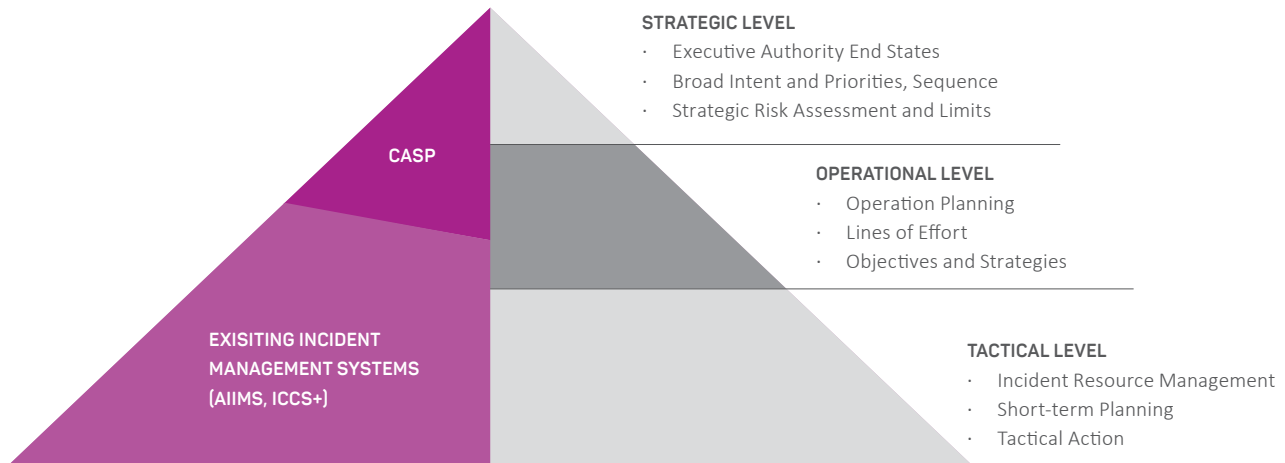 STRATEGIC LEVEL
· Executive Authority End States
· Broad Intent and Priorities, Sequence
· Strategic Risk Assessment and Limits
CASP
OPERATIONAL LEVEL
· Operation Planning
· Lines of Effort
· Objectives and Strategies
EXISITING INCIDENT
MANAGEMENT SYSTEMS
(AIIMS, ICCS+)
TACTICAL LEVEL
· Incident Resource Management
· Short-term Planning
· Tactical Action